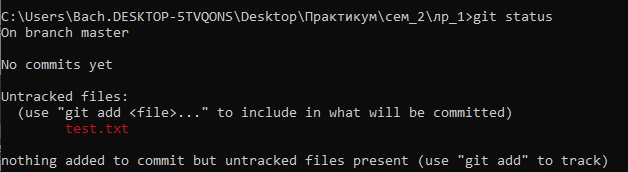 C:\Users\Bach.DESKTOP-5TVQONS\Desktop\Практикум\сем_2\лр_1>git status
On branch master
No commits yet
Untracked files:
(use "git add <file>..." to include in what will be committed)
test.txt
nothing added to commit but untracked files present (use "git add" to track)